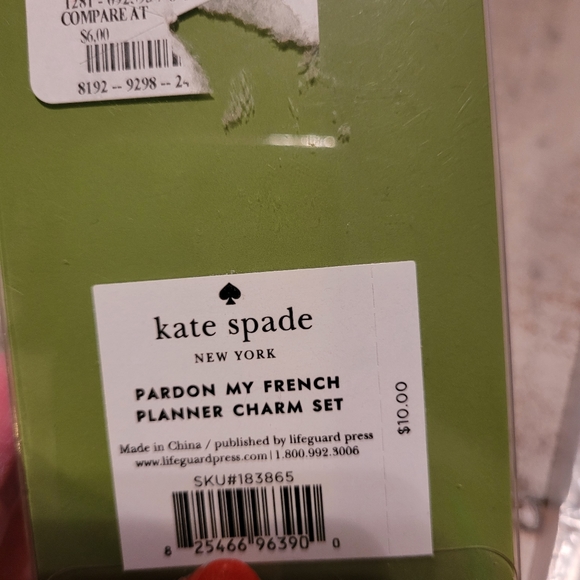 COMPARE AT
$6.00
8192 -- 9298 -- 2
kate spade
NEW YORK
PARDON MY FRENCH
PLANNER CHARM SET
$10.00
Made in China / published by lifeguard press
www.lifeguardpress.com | 1.800.992.3006
SKU#183865
8 25466 96390 0